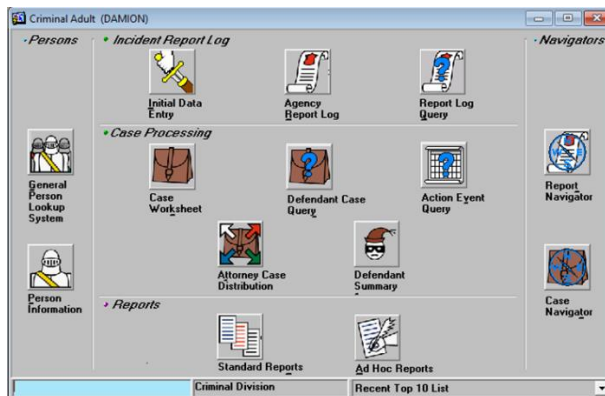 Criminal Adult (DAMION)
Persons
Incident Report Log
Navigators
Initial Data
Entry
Agency
Report Log
Report Log
Query
Case Processing
General
Person
Lookup
System
Case
Worksheet
Defendant Case
Query
Action Event
Query
Report
Navigator
Attorney Case
Distribution
Defendant
Summary
Person
Information
Case
Navigator
Reports
Standard Reports
Ad Hoc Reports
Criminal Division
Recent Top 10 List